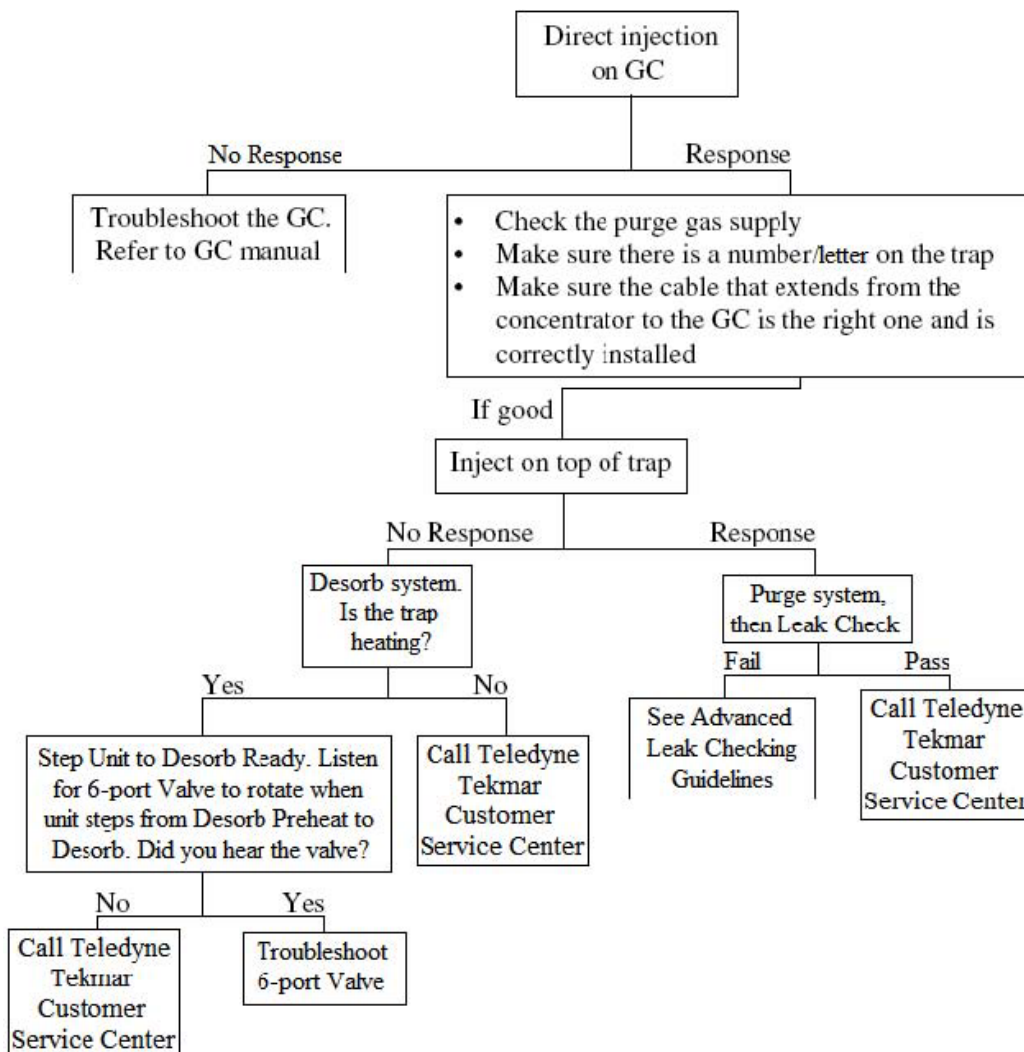 Direct injection
on GC
No Response
Response
Troubleshoot the GC.
Refer to GC manual
• Check the purge gas supply
• Make sure there is a number/letter on the trap
• Make sure the cable that extends from the
concentrator to the GC is the right one and is
correctly installed
If good
Inject on top of trap
No Response
Response
Desorb system.
Is the trap
heating?
Purge system,
then Leak Check
Yes
No
Fail
Pass
Step Unit to Desorb Ready. Listen
for 6-port Valve to rotate when
unit steps from Desorb Preheat to
Desorb. Did you hear the valve?
Call Teledyne
Tekmar
Customer
Service Center
See Advanced
Leak Checking
Guidelines
Call Teledyne
Tekmar
Customer
Service Center
No
Yes
Call Teledyne
Tekmar
Customer
Service Center
Troubleshoot
6-port Valve